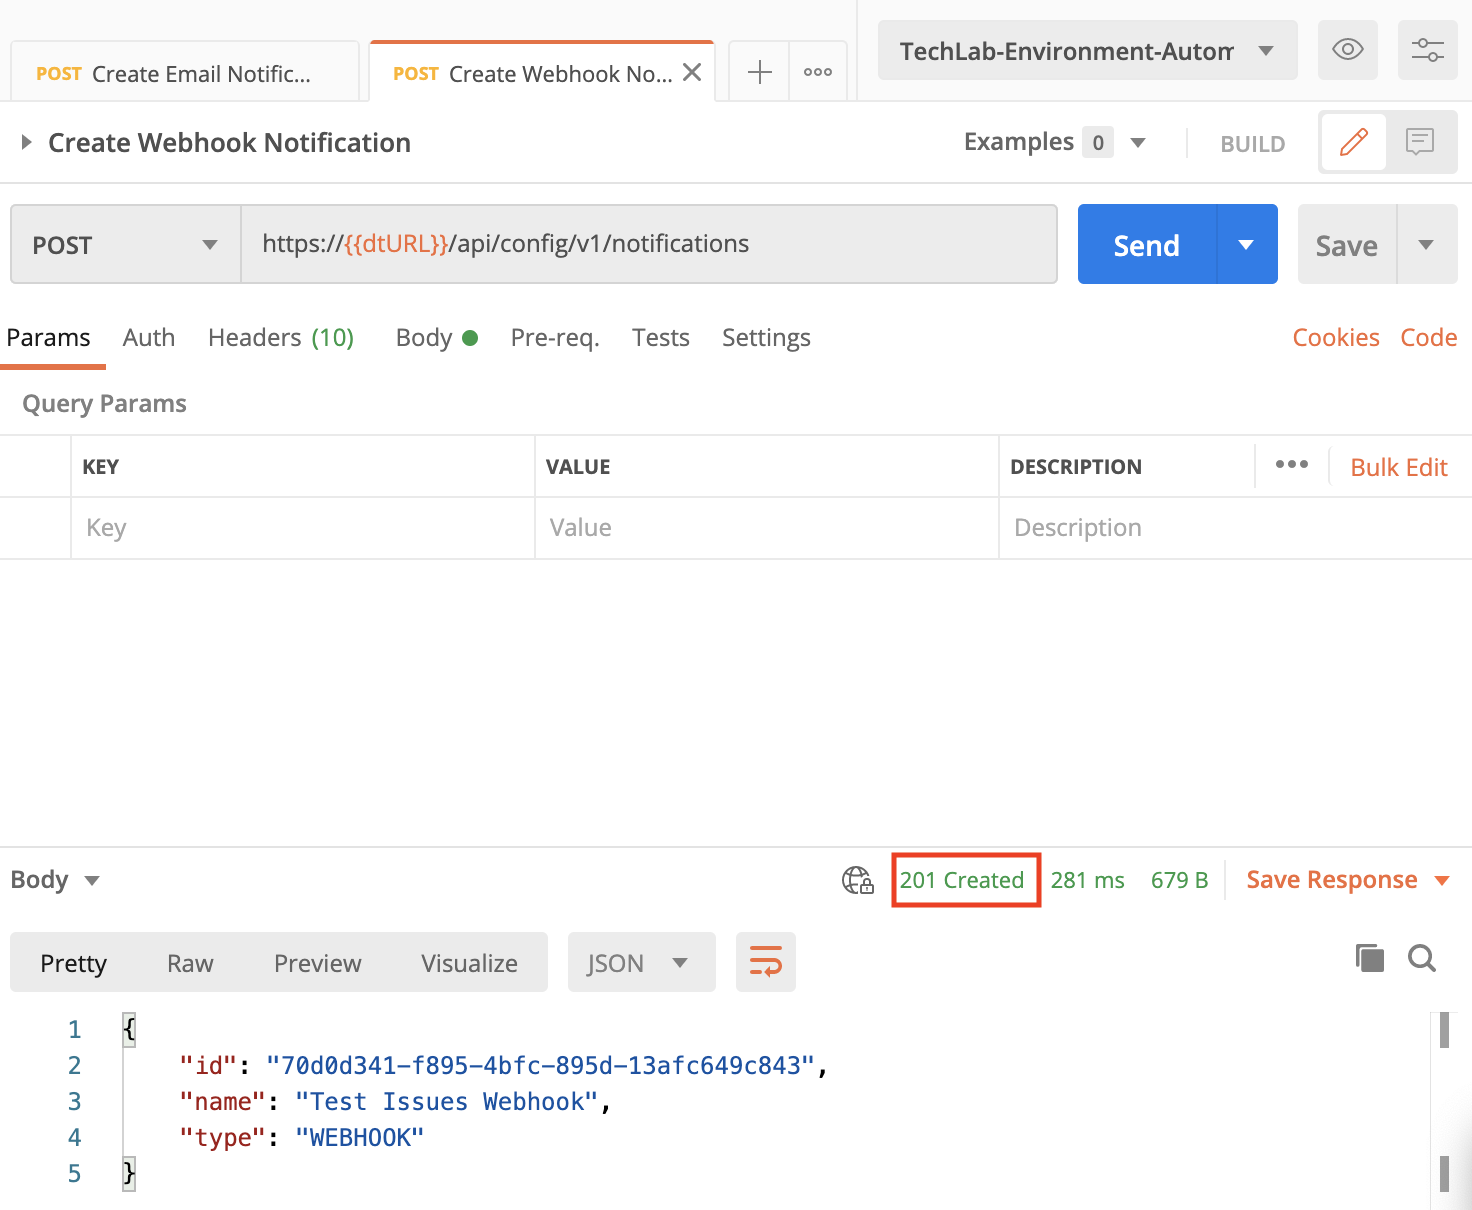 POST Create Email Notific...
POST Create Webhook No...
TechLab-Environment-Autom
Create Webhook Notification
Examples 0
BUILD
POST
https://{{dtURL}}/api/config/v1/notifications
Send
Save
Params Auth Headers (10) Body Pre-req. Tests Settings Cookies Code
Query Params
KEY VALUE DESCRIPTION Bulk Edit
Key Value Description
Body 201 Created 281 ms 679 B Save Response
Pretty Raw Preview Visualize JSON
1 {
2 "id": "70d0d341-f895-4bfc-895d-13afc649c843",
3 "name": "Test Issues Webhook",
4 "type": "WEBHOOK"
5 }